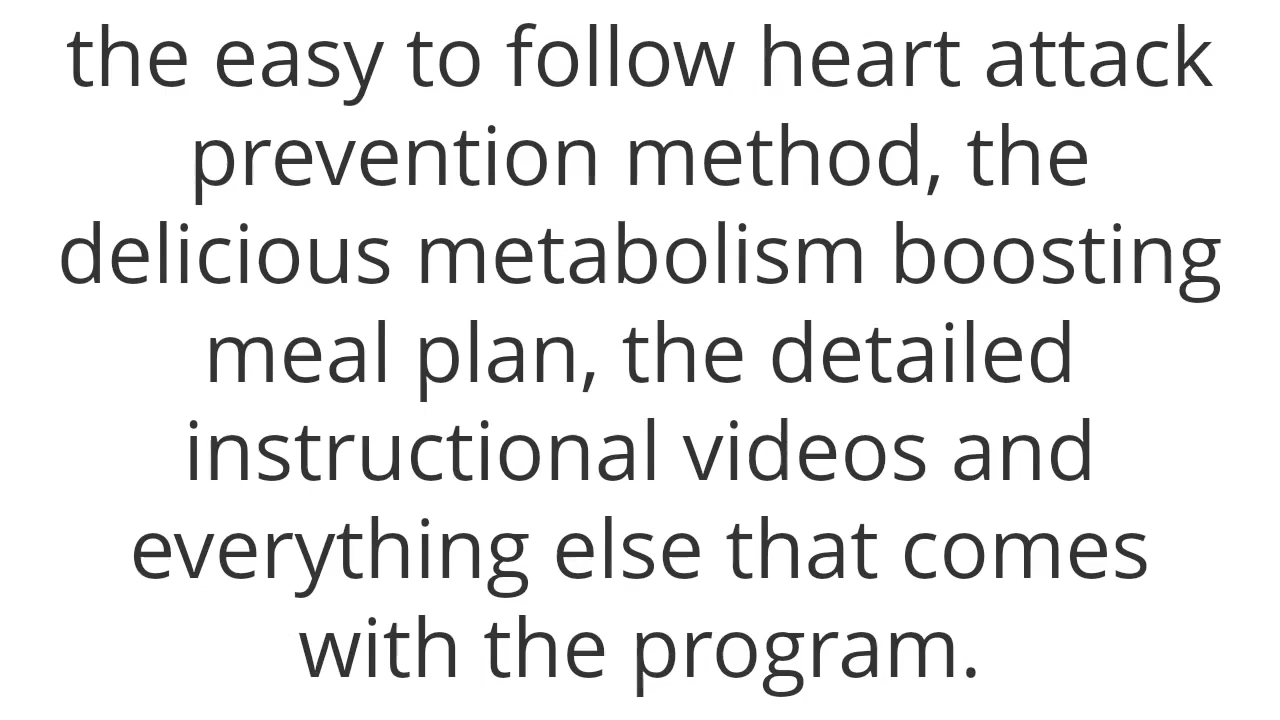 the easy to follow heart attack
prevention method, the
delicious metabolism boosting
meal plan, the detailed
instructional videos and
everything else that comes
with the program.